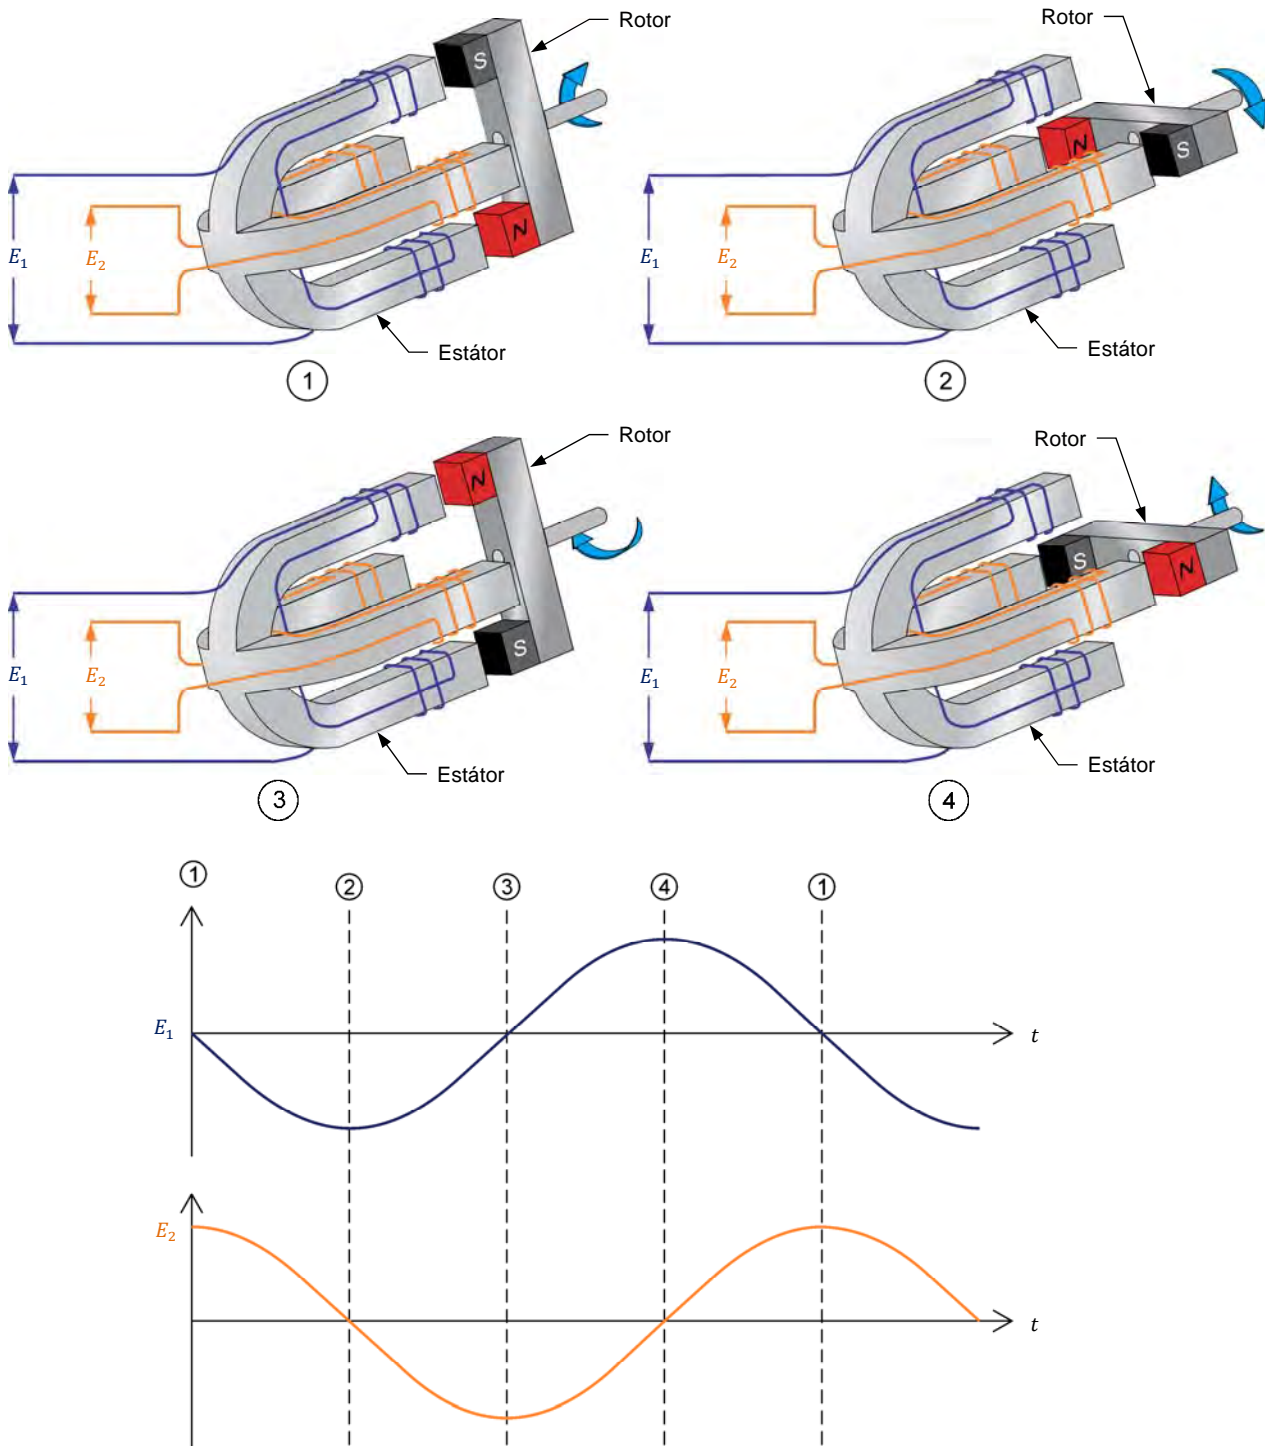 Rotor
S
N
E₁
E₂
Estátor
1
Rotor
N
S
E₁
E₂
Estátor
2
Rotor
N
S
E₁
E₂
Estátor
3
Rotor
S
N
E₁
E₂
Estátor
4
1 2 3 4 1
E₁
t
E₂
t